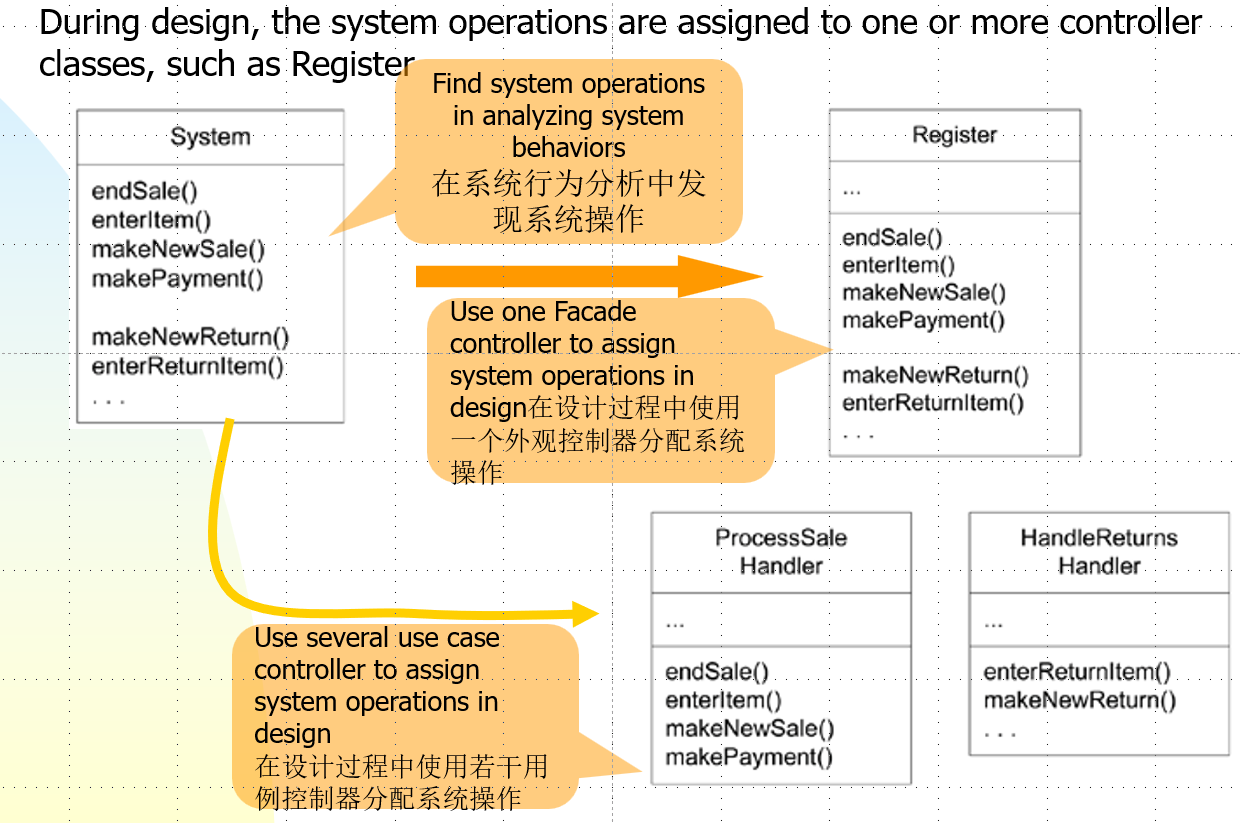 During design, the system operations are assigned to one or more controller
classes, such as Register
Find system operations
in analyzing system
behaviors
在系统行为分析中发
现系统操作
System
endSale()
enterItem()
makeNewSale()
makePayment()
makeNewReturn()
enterReturnItem()
. . .
Register
...
endSale()
enterItem()
makeNewSale()
makePayment()
makeNewReturn()
enterReturnItem()
. . .
Use one Facade
controller to assign
system operations in
design在设计过程中使用
一个外观控制器分配系统
操作
ProcessSale
Handler
...
endSale()
enterItem()
makeNewSale()
makePayment()
HandleReturns
Handler
...
enterReturnItem()
makeNewReturn()
. . .
Use several use case
controller to assign
system operations in
design
在设计过程中使用若干用
例控制器分配系统操作